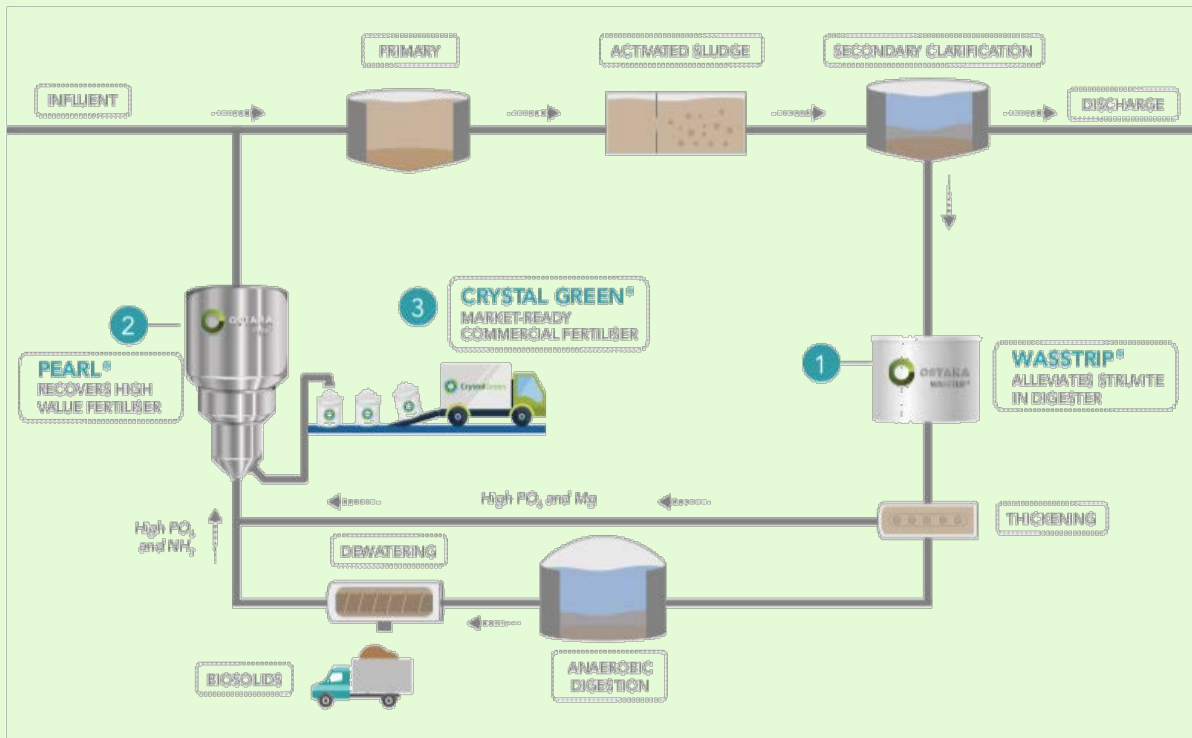 PRIMARY
ACTIVATED SLUDGE
SECONDARY CLARIFICATION
INFLUENT
DISCHARGE
2
OSTARA
PEARL®
RECOVERS HIGH
VALUE FERTILISER
3
CRYSTAL GREEN®
MARKET-READY
COMMERCIAL FERTILISER
CrystalGreen
1
OSTARA
WASSTRIP®
WASSTRIP®
ALLEVIATES STRUVITE
IN DIGESTER
High PO₄ and Mg
THICKENING
High PO₄
and NH₃
DEWATERING
BIOSOLIDS
ANAEROBIC
DIGESTION